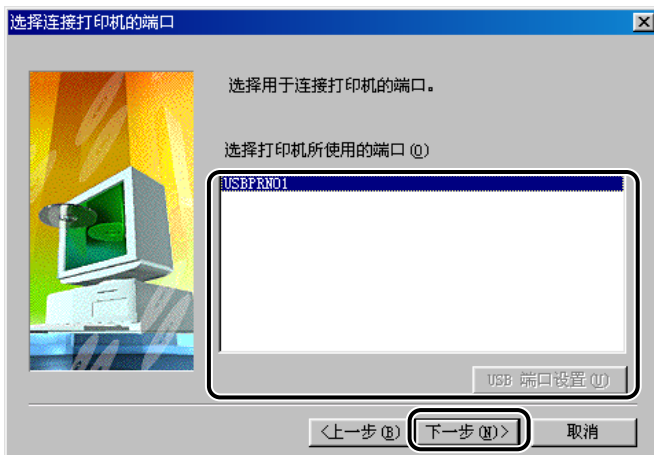 选择连接打印机的端口
选择用于连接打印机的端口。
选择打印机所使用的端口(Q)
USBPRN01
USB 端口设置(U)
<上一步(B)
下一步(N)>
取消